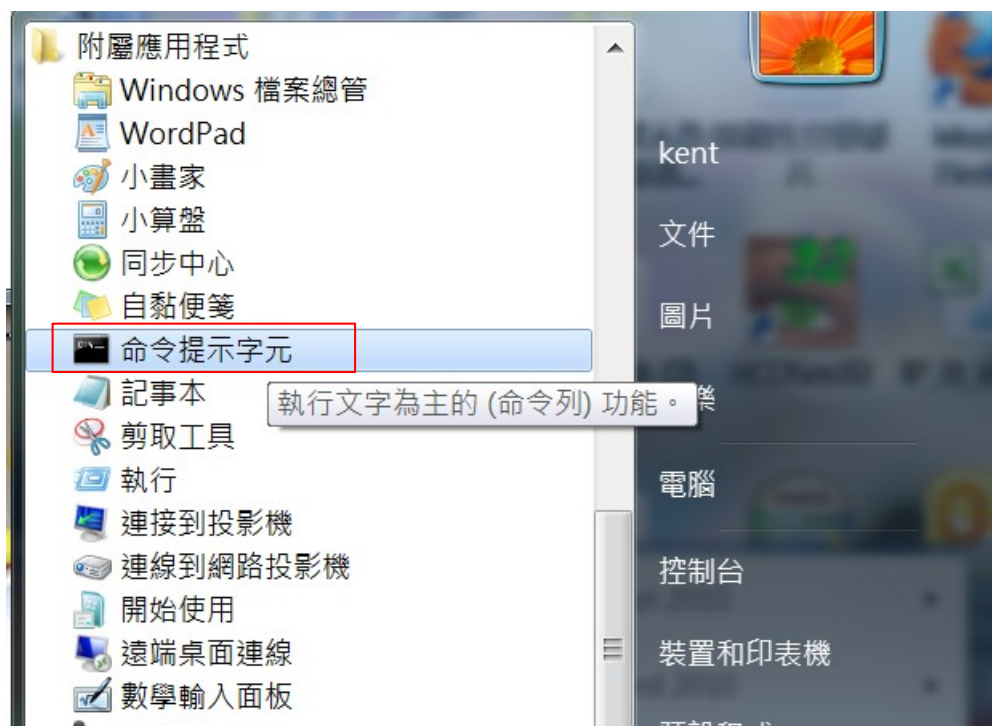 附屬應用程式
Windows 檔案總管
WordPad
小畫家
小算盤
同步中心
自黏便箋
命令提示字元
記事本
執行文字為主的 (命令列) 功能。
剪取工具
執行
連接到投影機
連線到網路投影機
開始使用
遠端桌面連線
數學輸入面板
kent
文件
圖片
樂
電腦
控制台
裝置和印表機